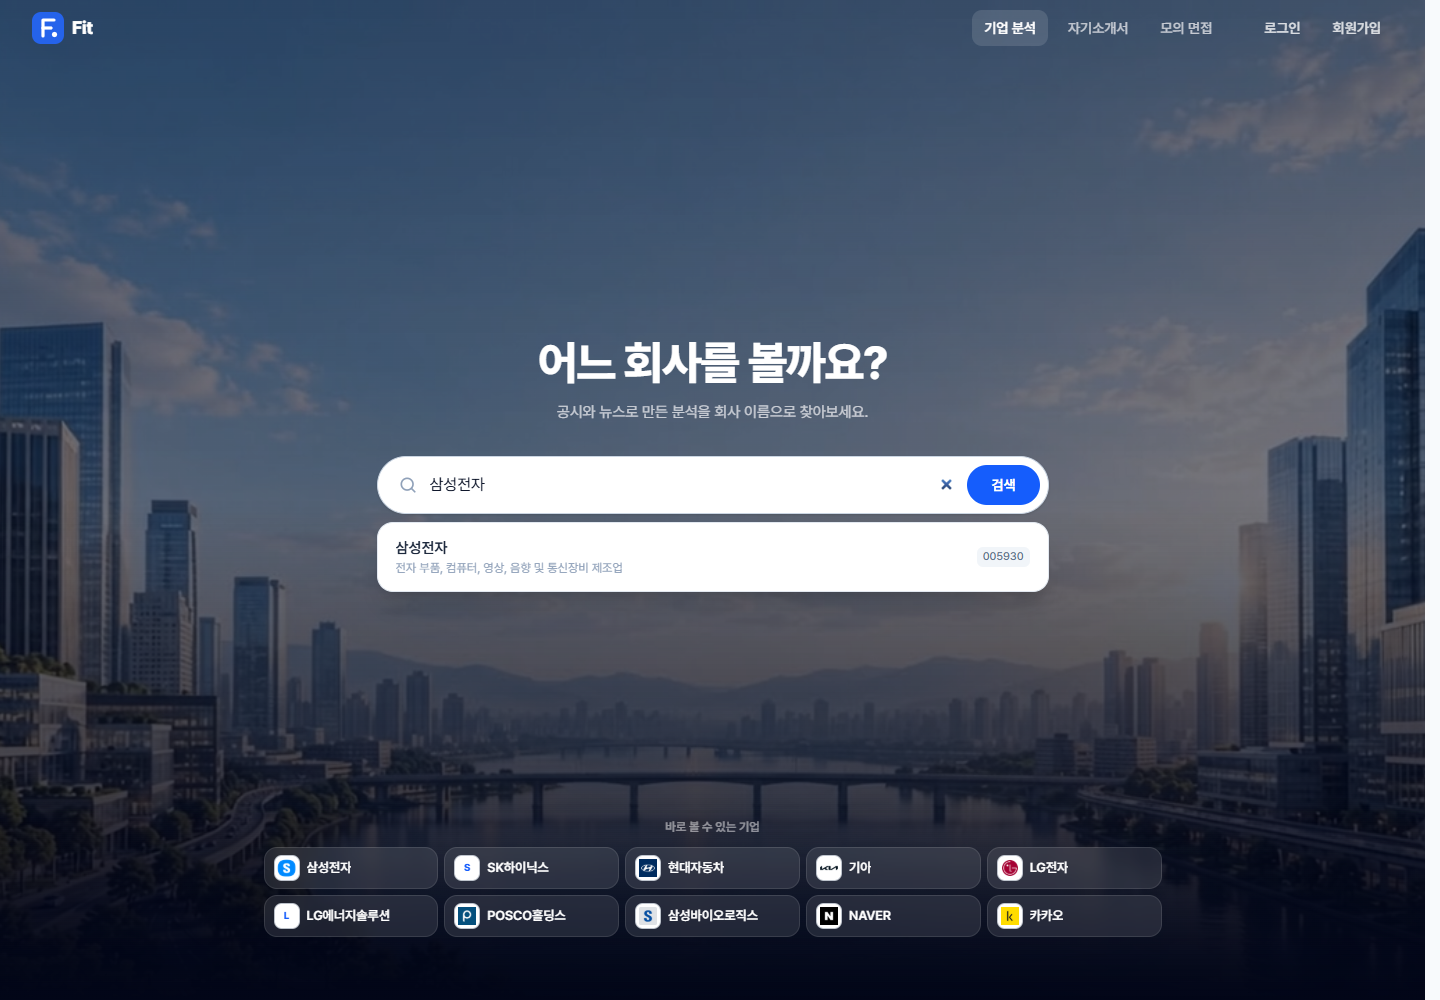 F. Fit
기업 분석
자기소개서
모의 면접
로그인
회원가입
어느 회사를 볼까요?
공시와 뉴스로 만든 분석을 회사 이름으로 찾아보세요.
삼성전자
검색
삼성전자
전자 부품, 컴퓨터, 영상, 음향 및 통신장비 제조업
005930
바로 볼 수 있는 기업
S 삼성전자
S SK하이닉스
현대자동차
KIA 기아
LG전자
L LG에너지솔루션
POSCO홀딩스
S 삼성바이오로직스
N NAVER
k 카카오